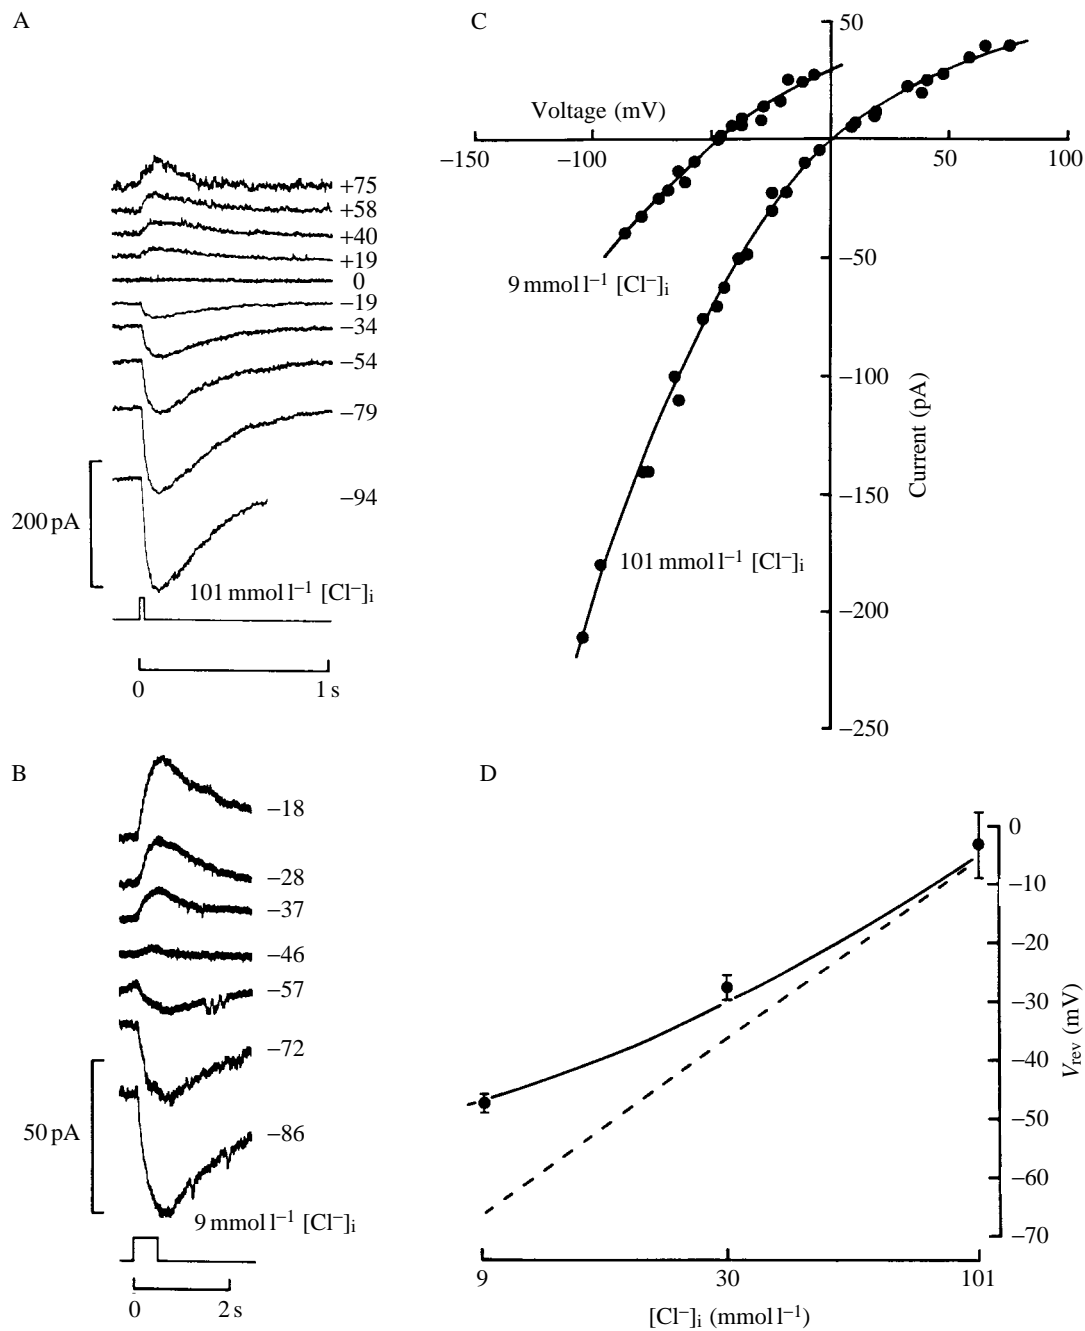 A
+75
+58
+40
+19
0
−19
−34
−54
−79
−94
200 pA
101 mmol l⁻¹ [Cl⁻]ᵢ
0 1 s
B
−18
−28
−37
−46
−57
−72
−86
50 pA
9 mmol l⁻¹ [Cl⁻]ᵢ
0 2 s
C
50
Voltage (mV)
−150 −100 50 100
9 mmol l⁻¹ [Cl⁻]ᵢ
−50
−100
Current (pA)
−150
101 mmol l⁻¹ [Cl⁻]ᵢ
−200
−250
D
0
−10
−20
−30
−40
−50
−60
−70
V_rev (mV)
9 30 101
[Cl⁻]ᵢ (mmol l⁻¹)